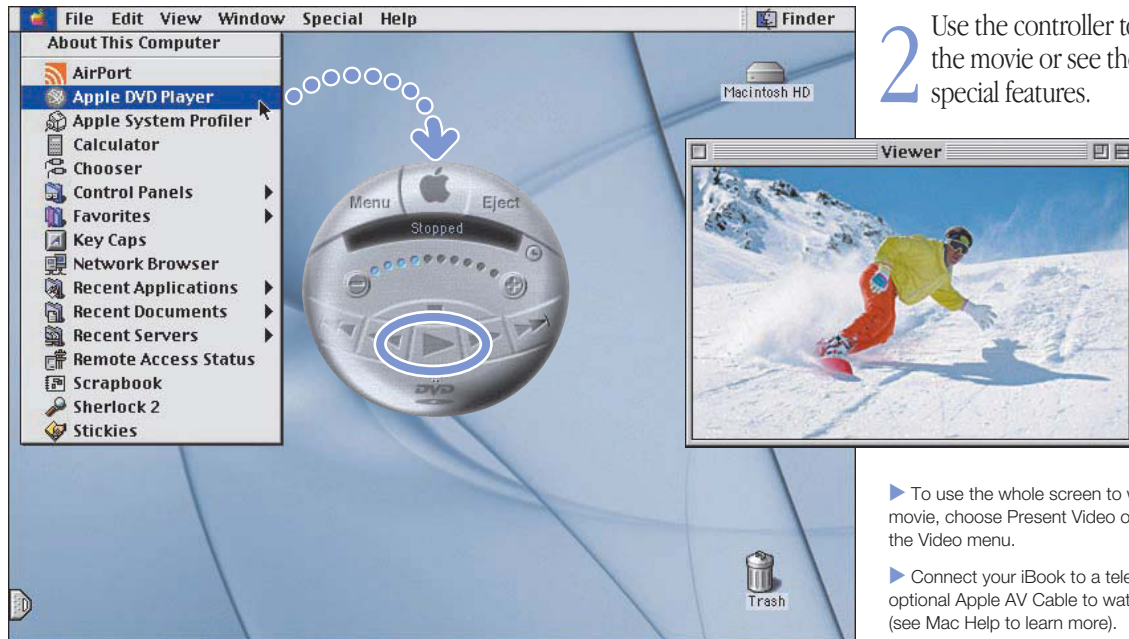 File Edit View Window Special Help
Finder
About This Computer
AirPort
Apple DVD Player
Apple System Profiler
Calculator
Chooser
Control Panels
Favorites
Key Caps
Network Browser
Recent Applications
Recent Documents
Recent Servers
Remote Access Status
Scrapbook
Sherlock 2
Stickies
Menu
Eject
Stopped
DVD
Macintosh HD
Trash
2
Use the controller to
the movie or see the
special features.
Viewer
To use the whole screen to
movie, choose Present Video
the Video menu.
Connect your iBook to a
optional Apple AV Cable to
(see Mac Help to learn more).